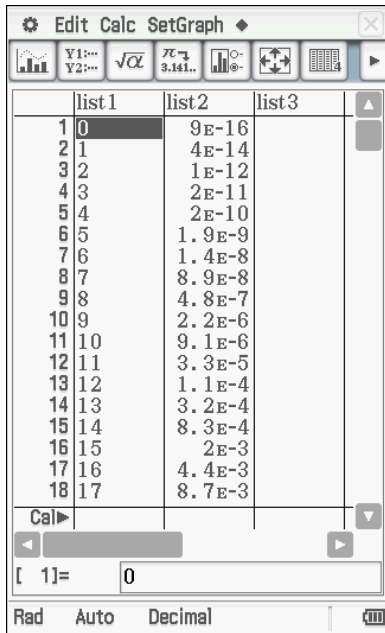 Edit Calc SetGraph ◆
Y1:··· Y2:··· √α π 3.141.. 4
list1 list2 list3
1 0 9E-16
2 1 4E-14
3 2 1E-12
4 3 2E-11
5 4 2E-10
6 5 1.9E-9
7 6 1.4E-8
8 7 8.9E-8
9 8 4.8E-7
10 9 2.2E-6
11 10 9.1E-6
12 11 3.3E-5
13 12 1.1E-4
14 13 3.2E-4
15 14 8.3E-4
16 15 2E-3
17 16 4.4E-3
18 17 8.7E-3
Cal▶
[ 1]= 0
Rad Auto Decimal